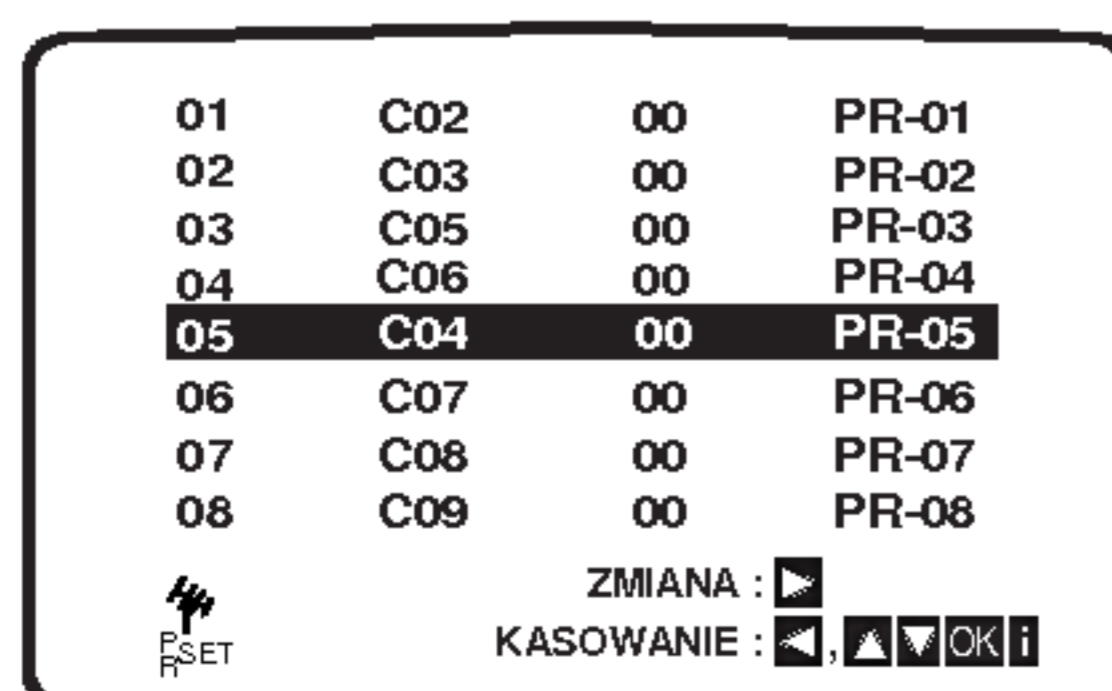 01 C02 00 PR-01
02 C03 00 PR-02
03 C05 00 PR-03
04 C06 00 PR-04
05 C04 00 PR-05
06 C07 00 PR-06
07 C08 00 PR-07
08 C09 00 PR-08
ZMIANA :
PR SET
KASOWANIE : , OK i